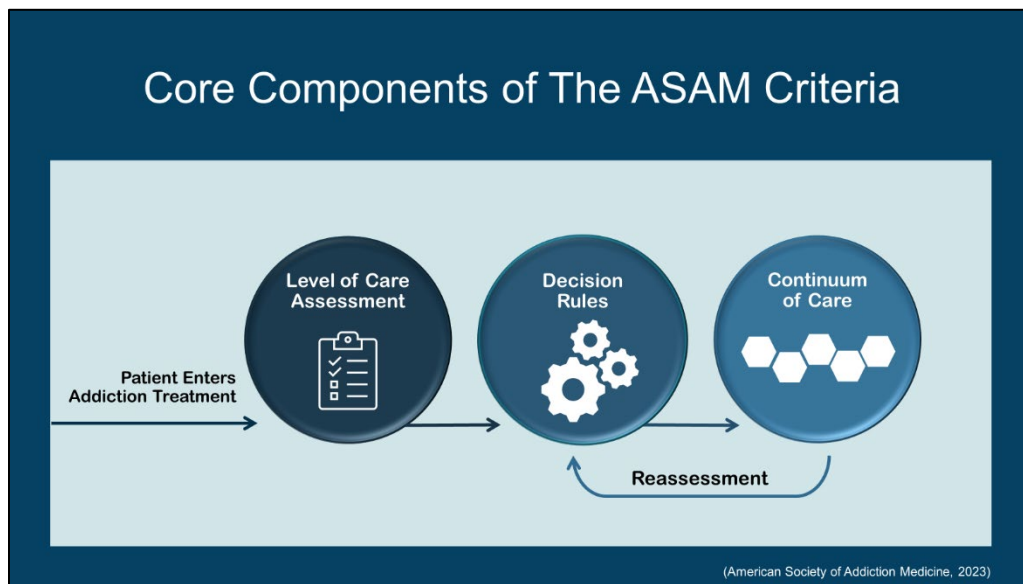 Core Components of The ASAM Criteria
Level of Care
Assessment
Decision
Rules
Continuum
of Care
Patient Enters
Addiction Treatment
Reassessment
(American Society of Addiction Medicine, 2023)